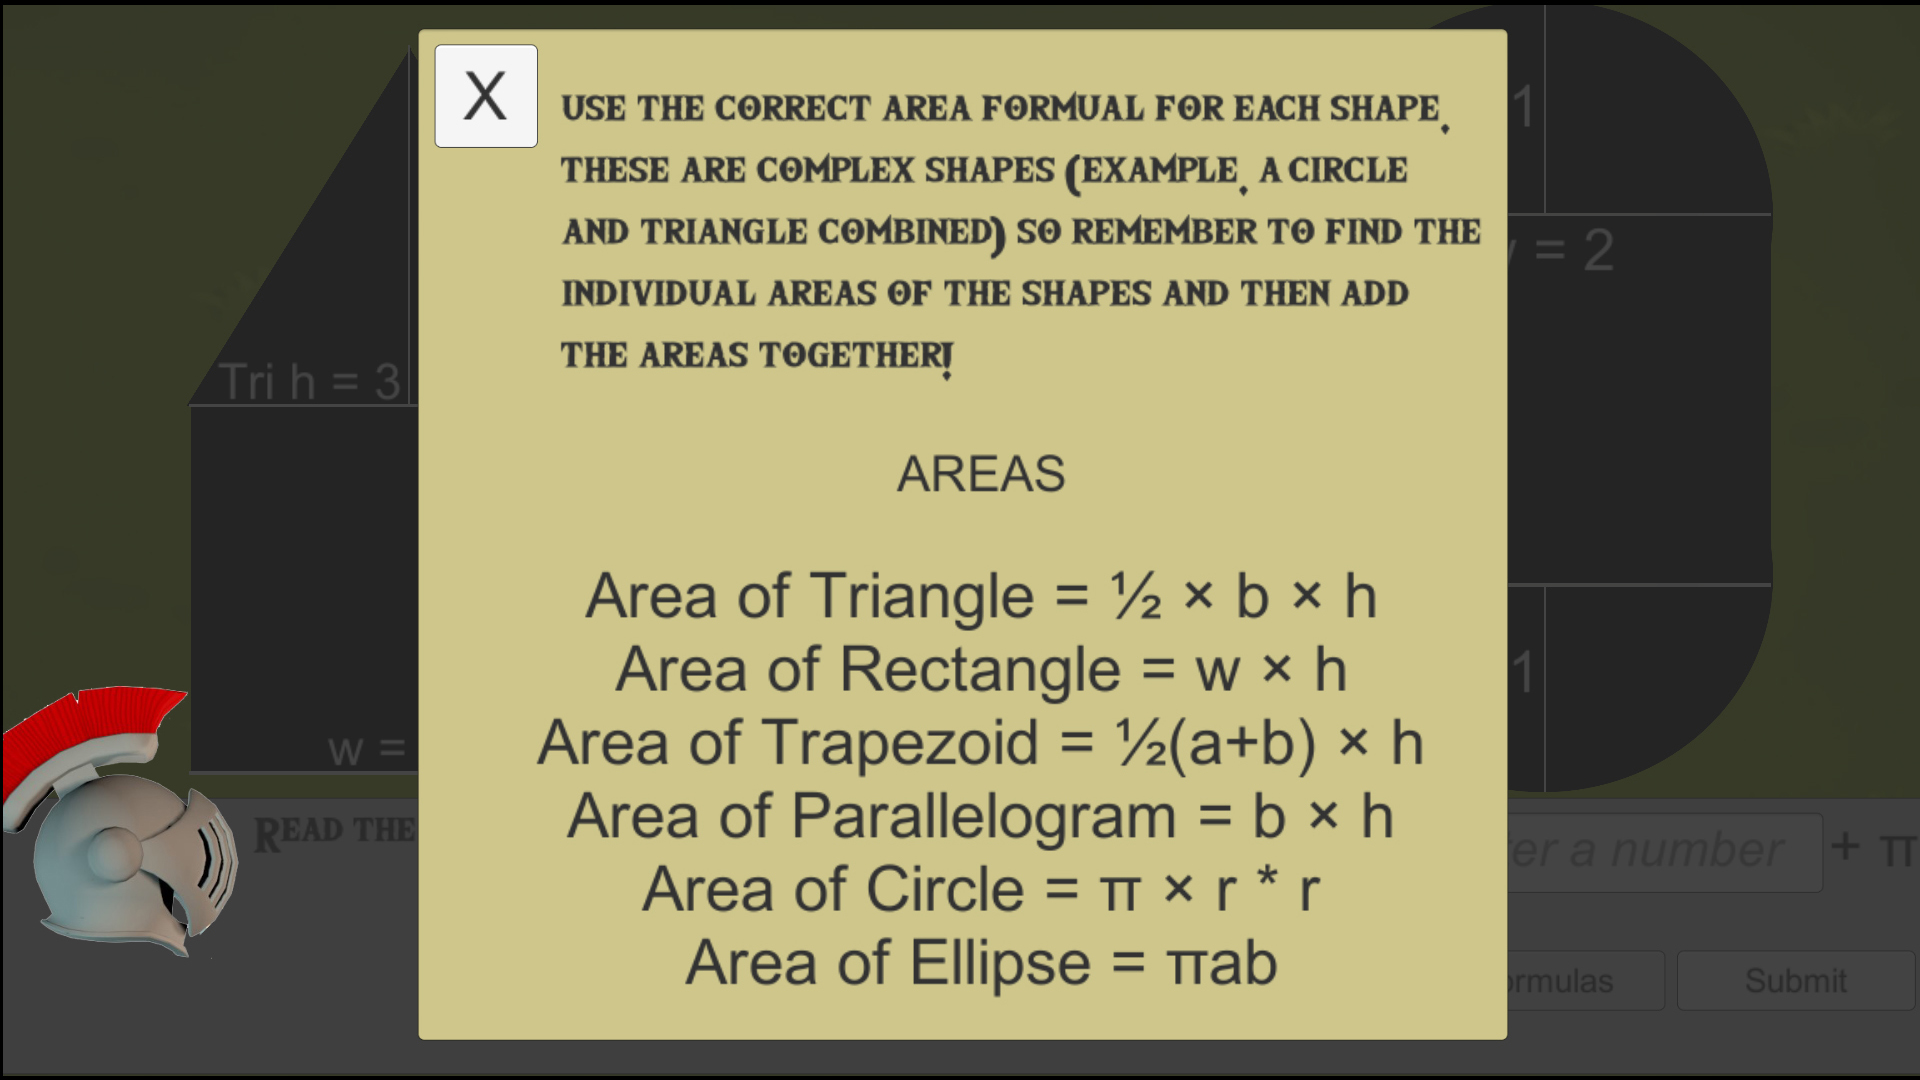 X
USE THE CORRECT AREA FORMUAL FOR EACH SHAPE.
THESE ARE COMPLEX SHAPES (EXAMPLE. A CIRCLE
AND TRIANGLE COMBINED) SO REMEMBER TO FIND THE
INDIVIDUAL AREAS OF THE SHAPES AND THEN ADD
THE AREAS TOGETHER!
AREAS
Area of Triangle = ½ × b × h
Area of Rectangle = w × h
Area of Trapezoid = ½(a+b) × h
Area of Parallelogram = b × h
Area of Circle = π × r * r
Area of Ellipse = πab
Tri h = 3
w =
1
= 2
1
READ THE
a number
+ π
Submit